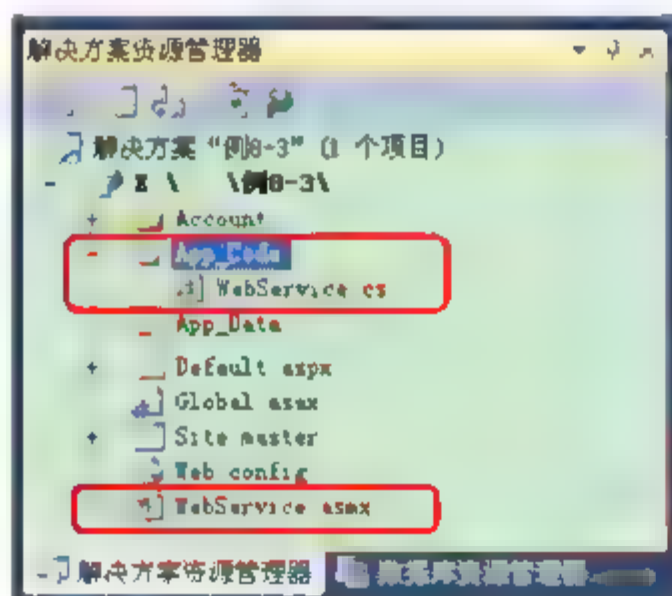 解决方案资源管理器
解决方案“例8-3”(1 个项目)
E \ \例8-3\
Account
App_Code
WebService cs
App_Data
Default aspx
Global asax
Site master
Web config
WebService asmx
解决方案资源管理器